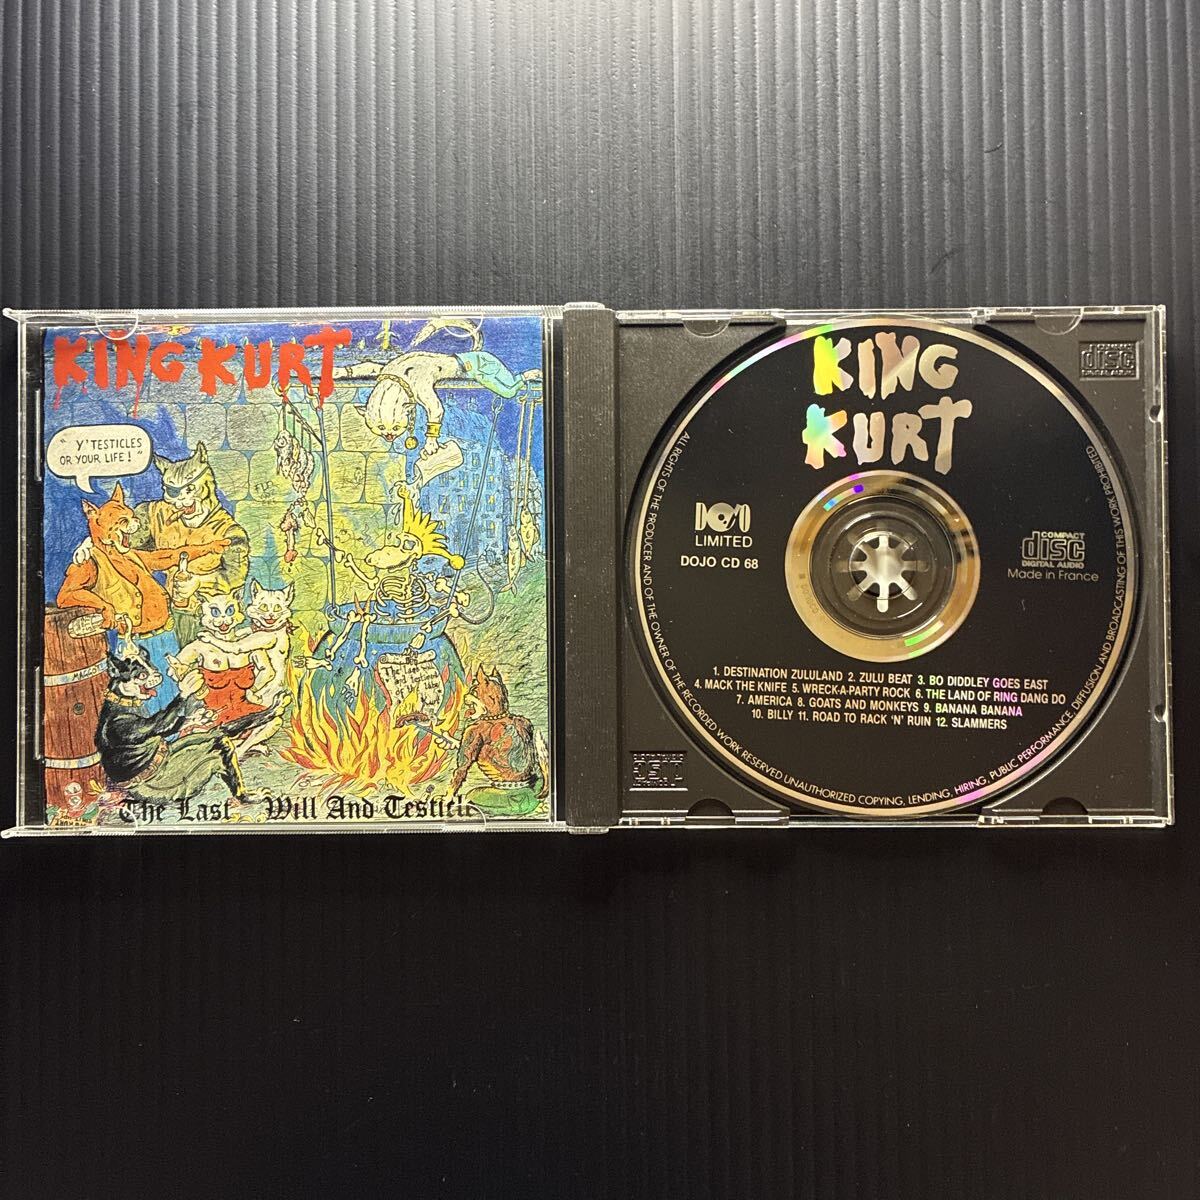 KING KURT
" Y' TESTICLES
OR YOUR LIFE! "
The Last Will And Testicle
KING
KURT
LIMITED
DOJO CD 68
COMPACT
disc
DIGITAL AUDIO
Made in France
1. DESTINATION ZULULAND 2. ZULU BEAT 3. BO DIDDLEY GOES EAST
4. MACK THE KNIFE 5. WRECK-A-PARTY ROCK 6. THE LAND OF RING DANG DO
7. AMERICA 8. GOATS AND MONKEYS 9. BANANA BANANA
10. BILLY 11. ROAD TO RACK 'N' RUIN 12. SLAMMERS
ALL RIGHTS OF THE PRODUCER AND OF THE OWNER OF THE RECORDED WORK RESERVED UNAUTHORIZED COPYING, LENDING, HIRING, PUBLIC PERFORMANCE, DIFFUSION AND BROADCASTING OF THIS WORK PROHIBITED
COMPACT
disc
DIGITAL AUDIO